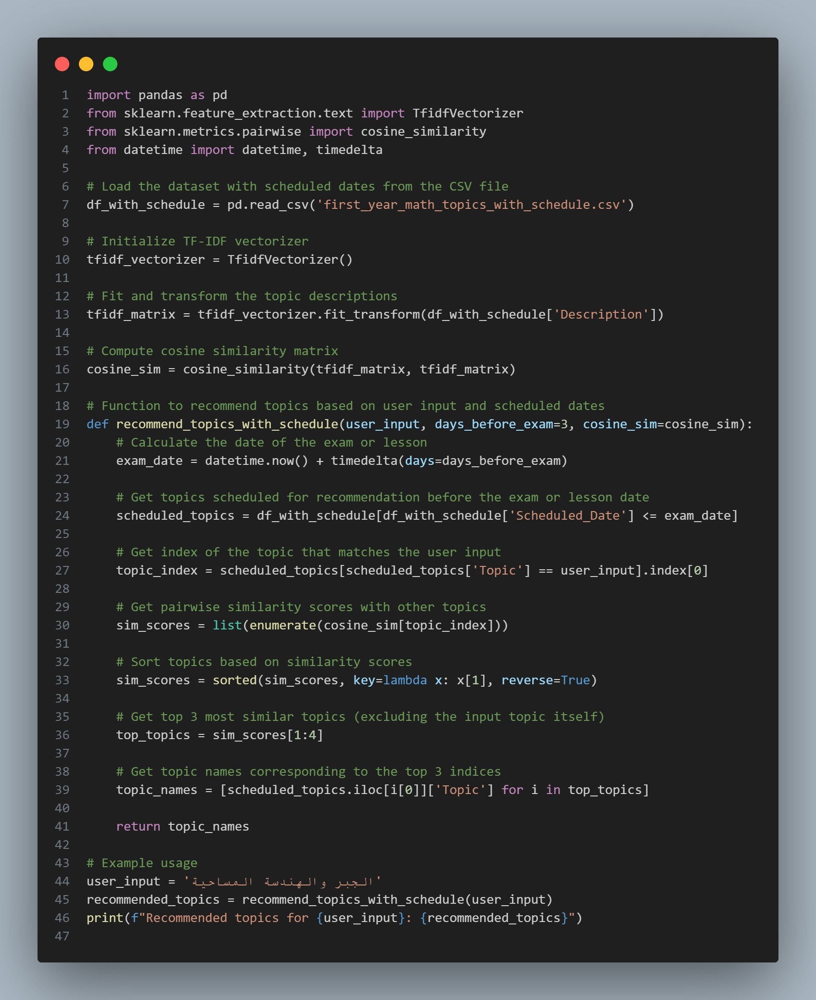 1 import pandas as pd
2 from sklearn.feature_extraction.text import TfidfVectorizer
3 from sklearn.metrics.pairwise import cosine_similarity
4 from datetime import datetime, timedelta
5
6 # Load the dataset with scheduled dates from the CSV file
7 df_with_schedule = pd.read_csv('first_year_math_topics_with_schedule.csv')
8
9 # Initialize TF-IDF vectorizer
10 tfidf_vectorizer = TfidfVectorizer()
11
12 # Fit and transform the topic descriptions
13 tfidf_matrix = tfidf_vectorizer.fit_transform(df_with_schedule['Description'])
14
15 # Compute cosine similarity matrix
16 cosine_sim = cosine_similarity(tfidf_matrix, tfidf_matrix)
17
18 # Function to recommend topics based on user input and scheduled dates
19 def recommend_topics_with_schedule(user_input, days_before_exam=3, cosine_sim=cosine_sim):
20     # Calculate the date of the exam or lesson
21     exam_date = datetime.now() + timedelta(days=days_before_exam)
22
23     # Get topics scheduled for recommendation before the exam or lesson date
24     scheduled_topics = df_with_schedule[df_with_schedule['Scheduled_Date'] <= exam_date]
25
26     # Get index of the topic that matches the user input
27     topic_index = scheduled_topics[scheduled_topics['Topic'] == user_input].index[0]
28
29     # Get pairwise similarity scores with other topics
30     sim_scores = list(enumerate(cosine_sim[topic_index]))
31
32     # Sort topics based on similarity scores
33     sim_scores = sorted(sim_scores, key=lambda x: x[1], reverse=True)
34
35     # Get top 3 most similar topics (excluding the input topic itself)
36     top_topics = sim_scores[1:4]
37
38     # Get topic names corresponding to the top 3 indices
39     topic_names = [scheduled_topics.iloc[i[0]]['Topic'] for i in top_topics]
40
41     return topic_names
42
43 # Example usage
44 user_input = 'الجبر والهندسة المساحية'
45 recommended_topics = recommend_topics_with_schedule(user_input)
46 print(f"Recommended topics for {user_input}: {recommended_topics}")
47